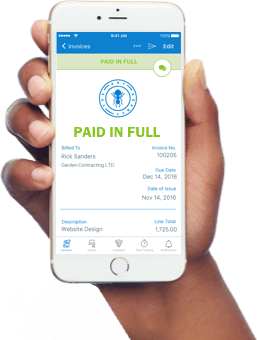 9:41 AM
Invoices
Edit
PAID IN FULL
PAID IN FULL
Billed To
Rick Sanders
Garden Contracting LTD.
Invoice No.
100205
Due Date
Dec 14, 2016
Date of Issue
Nov 14, 2016
Description
Line Total
Website Design
1,725.00
Invoices